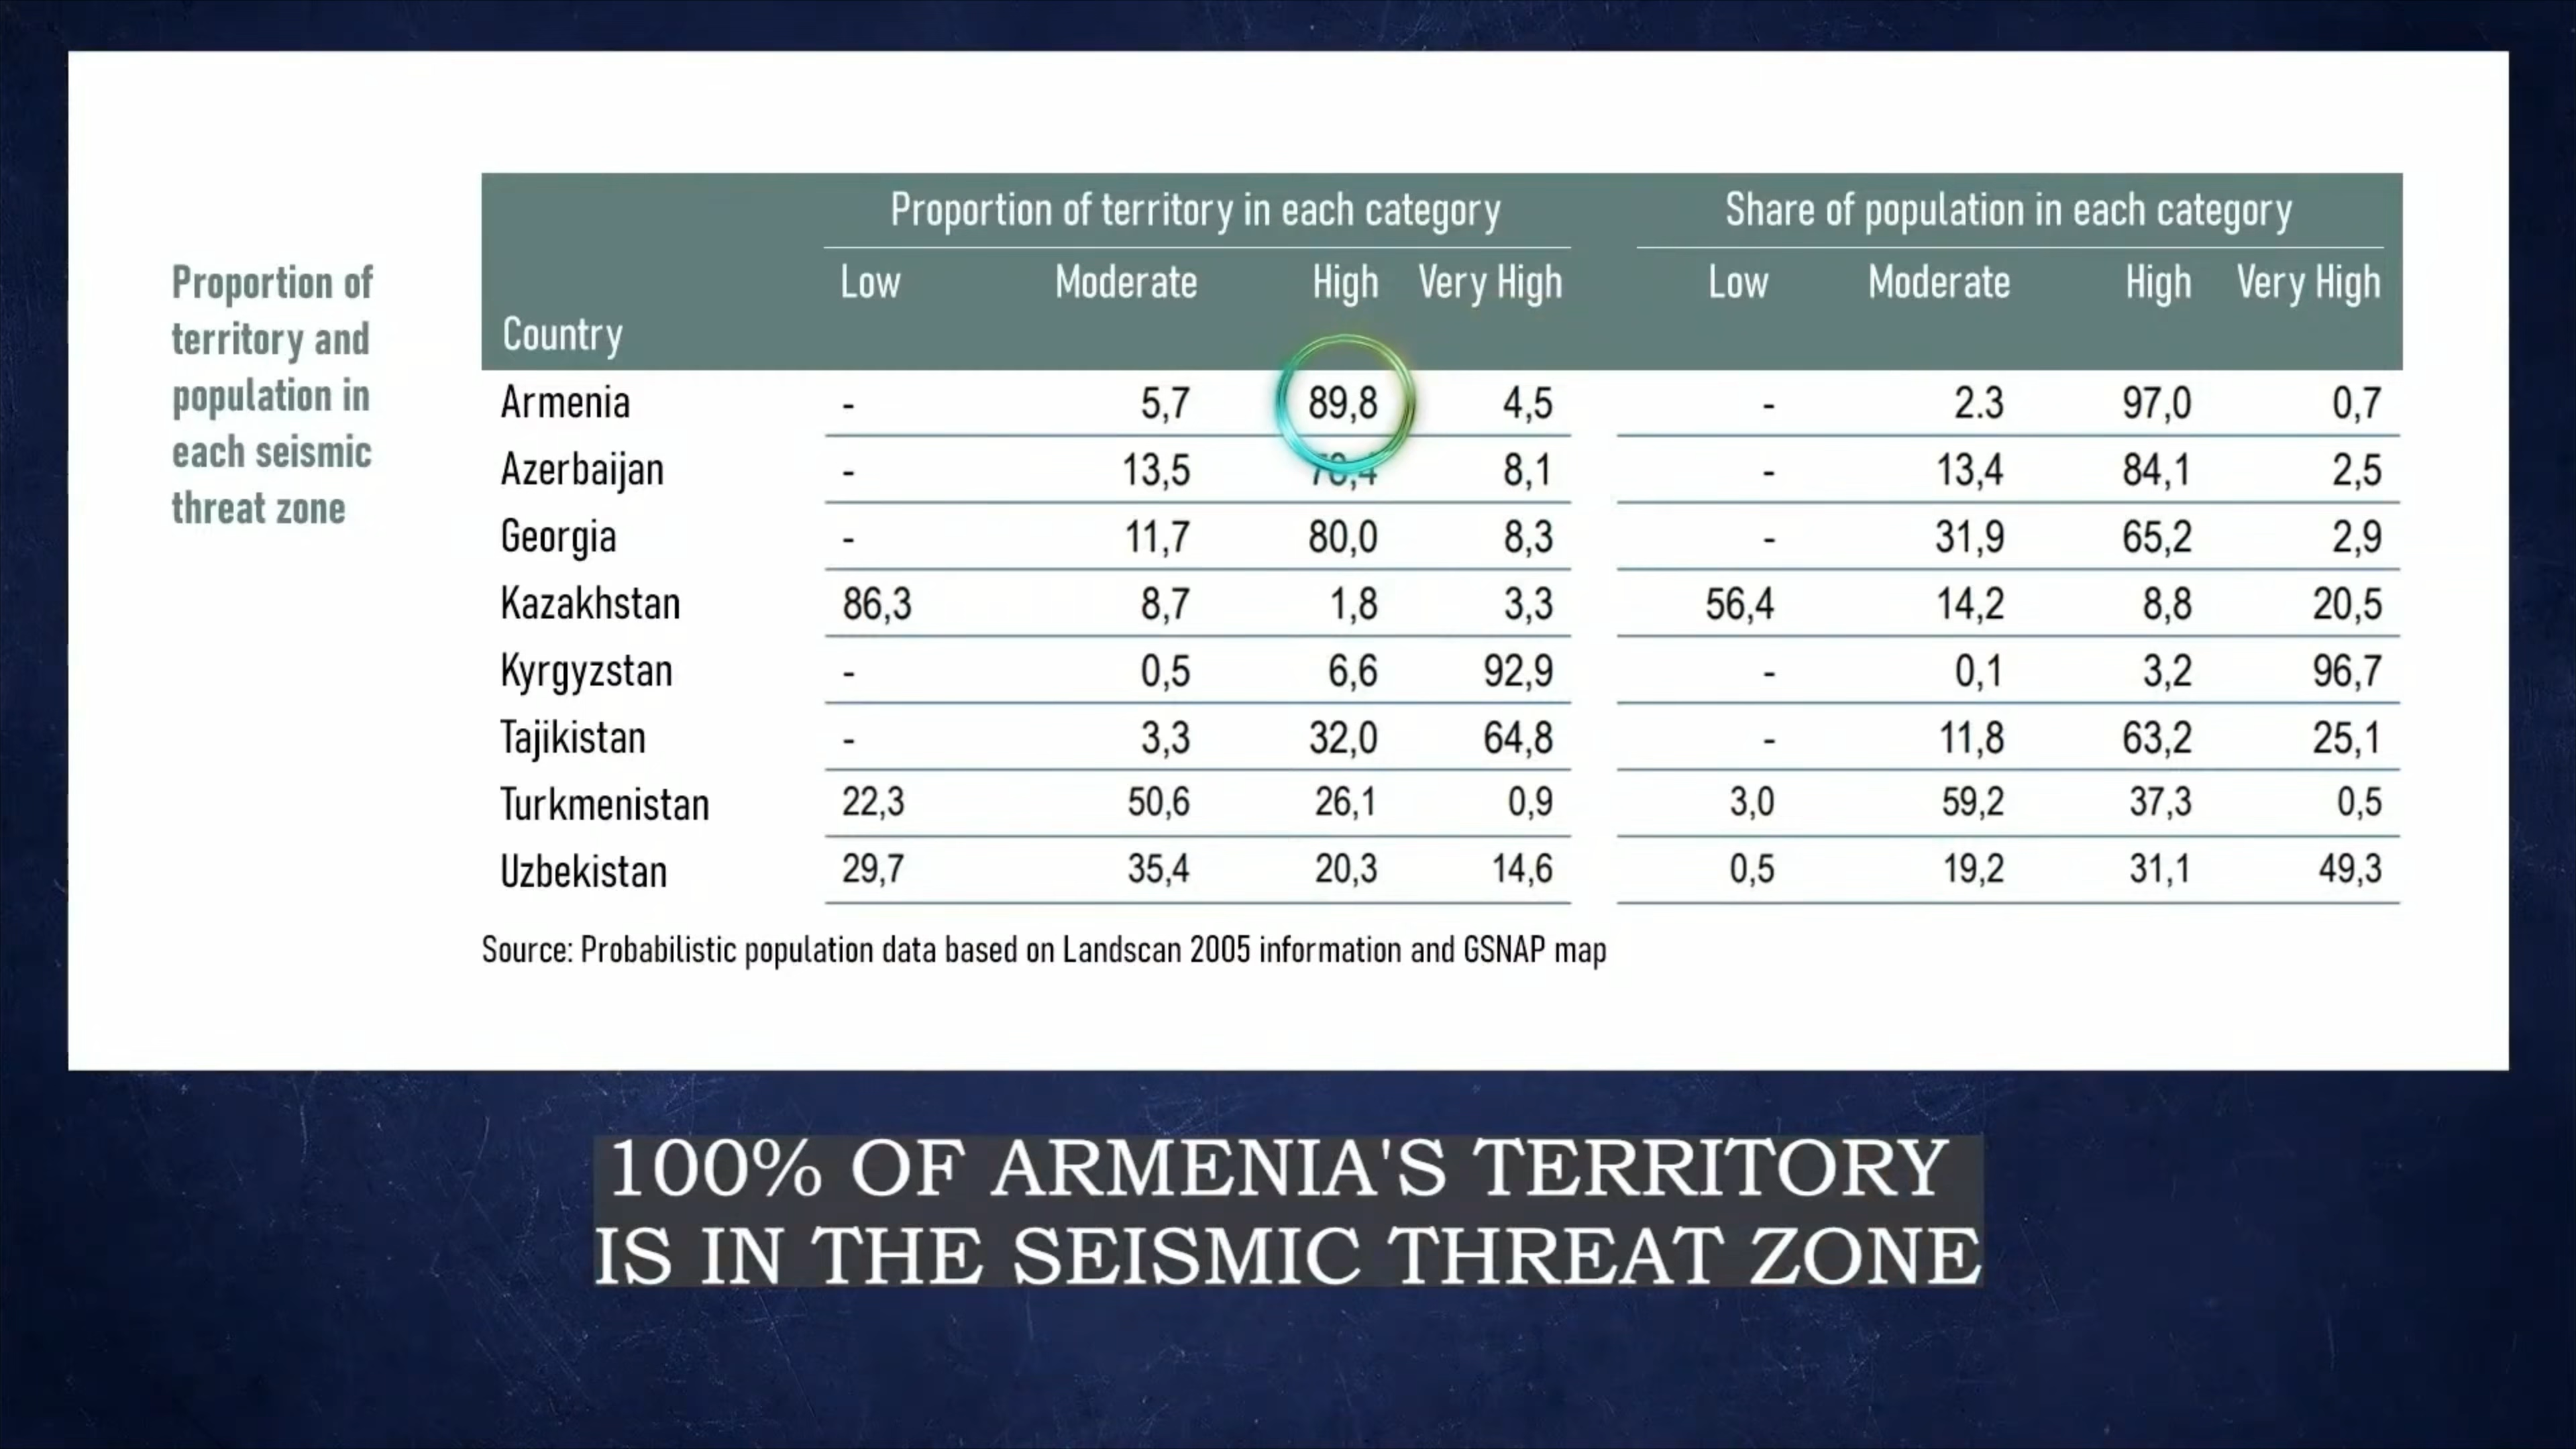 Proportion of
territory and
population in
each seismic
threat zone
Proportion of territory in each category Share of population in each category
Low Moderate High Very High Low Moderate High Very High
Country
Armenia - 5,7 89,8 4,5 - 2.3 97,0 0,7
Azerbaijan - 13,5 8,1 - 13,4 84,1 2,5
Georgia - 11,7 80,0 8,3 - 31,9 65,2 2,9
Kazakhstan 86,3 8,7 1,8 3,3 56,4 14,2 8,8 20,5
Kyrgyzstan - 0,5 6,6 92,9 - 0,1 3,2 96,7
Tajikistan - 3,3 32,0 64,8 - 11,8 63,2 25,1
Turkmenistan 22,3 50,6 26,1 0,9 3,0 59,2 37,3 0,5
Uzbekistan 29,7 35,4 20,3 14,6 0,5 19,2 31,1 49,3
Source: Probabilistic population data based on Landscan 2005 information and GSNAP map
100% OF ARMENIA'S TERRITORY
IS IN THE SEISMIC THREAT ZONE